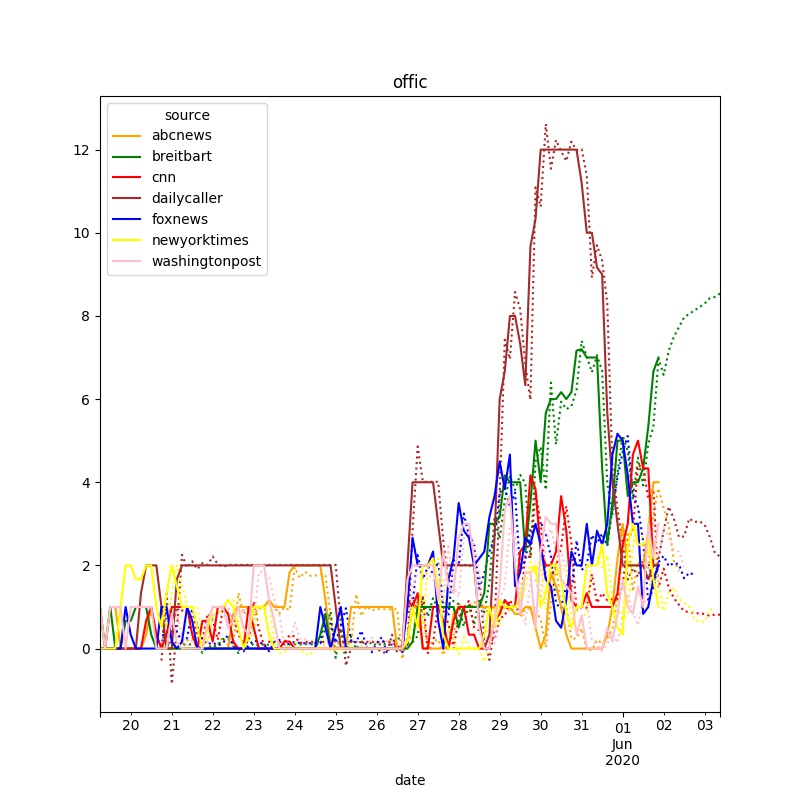 offic
source
abcnews
breitbart
cnn
dailycaller
foxnews
newyorktimes
washingtonpost
12
10
8
6
4
2
0
20 21 22 23 24 25 26 27 28 29 30 31 01 02 03
Jun
2020
date